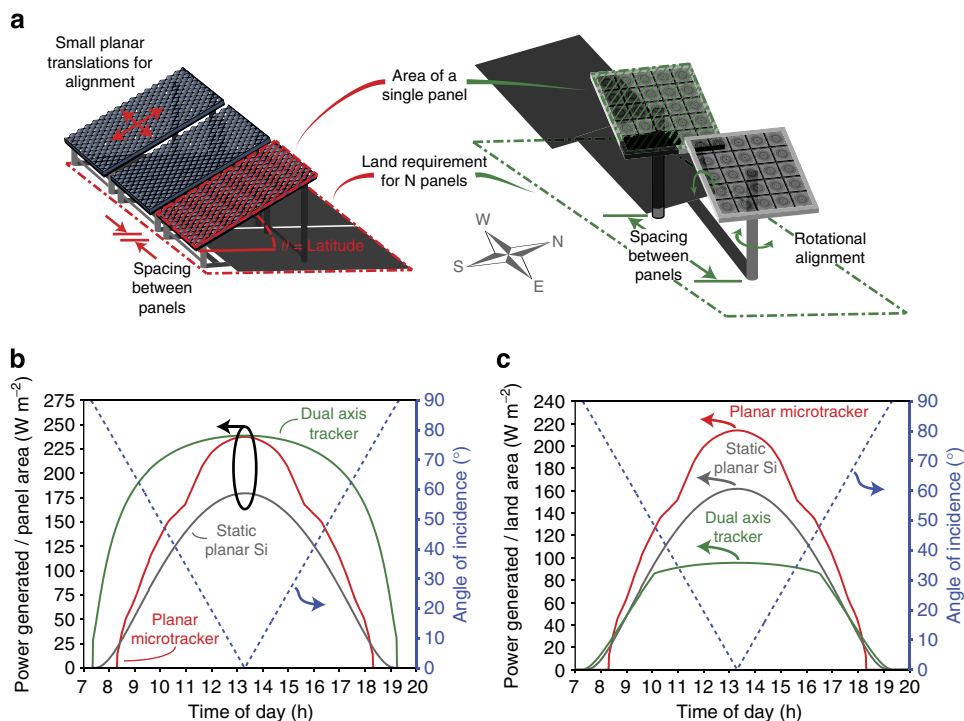 a
Small planar
translations for
alignment
Area of a
single panel
Land requirement
for N panels
= Latitude
Spacing
between
panels
W
N
S
E
Spacing
between
panels
Rotational
alignment
b
Power generated / panel area (W m−2)
275
250
225
200
175
150
125
100
75
50
25
0
Dual axis
tracker
Static
planar Si
Planar
microtracker
90
80
70
60
50
40
30
20
10
0
Angle of incidence (°)
7 8 9 10 11 12 13 14 15 16 17 18 19 20
Time of day (h)
c
Power generated / land area (W m−2)
240
220
200
180
160
140
120
100
80
60
40
20
0
Planar microtracker
Static
planar Si
Dual axis
tracker
90
80
70
60
50
40
30
20
10
0
Angle of incidence (°)
7 8 9 10 11 12 13 14 15 16 17 18 19 20
Time of day (h)